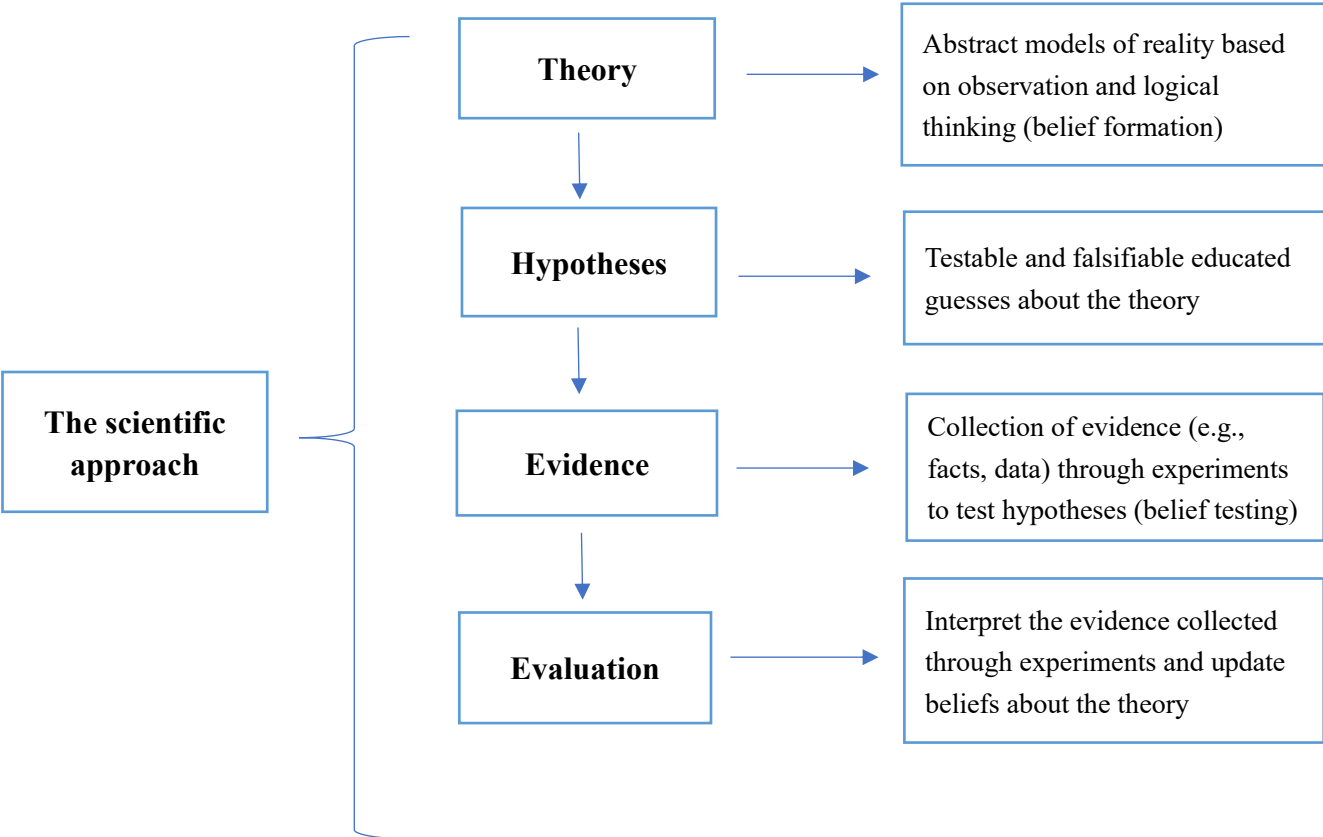 The scientific
approach
Theory
Abstract models of reality based
on observation and logical
thinking (belief formation)
Hypotheses
Testable and falsifiable educated
guesses about the theory
Evidence
Collection of evidence (e.g.,
facts, data) through experiments
to test hypotheses (belief testing)
Evaluation
Interpret the evidence collected
through experiments and update
beliefs about the theory